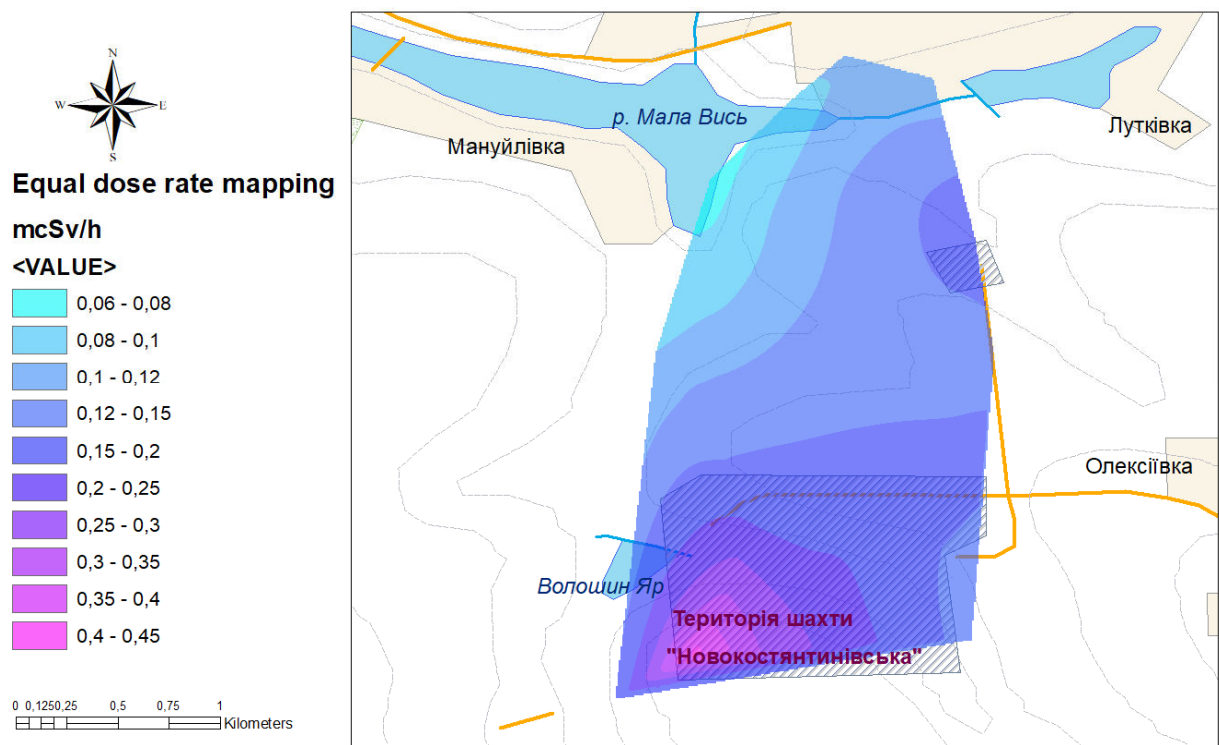 N
W E
S
Equal dose rate mapping
mcSv/h
<VALUE>
0,06 - 0,08
0,08 - 0,1
0,1 - 0,12
0,12 - 0,15
0,15 - 0,2
0,2 - 0,25
0,25 - 0,3
0,3 - 0,35
0,35 - 0,4
0,4 - 0,45
0 0,1250,25 0,5 0,75 1
Kilometers
р. Мала Вись
Мануйлівка
Лутківка
Олексіївка
Волошин Яр
Територія шахти
"Новокостянтинівська"